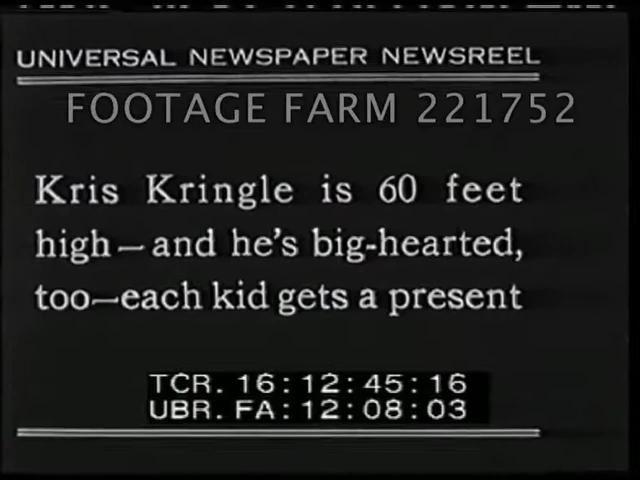 UNIVERSAL NEWSPAPER NEWSREEL
FOOTAGE FARM 221752
Kris Kringle is 60 feet
high—and he's big-hearted,
too—each kid gets a present
TCR. 16:12:45:16
UBR. FA:12:08:03